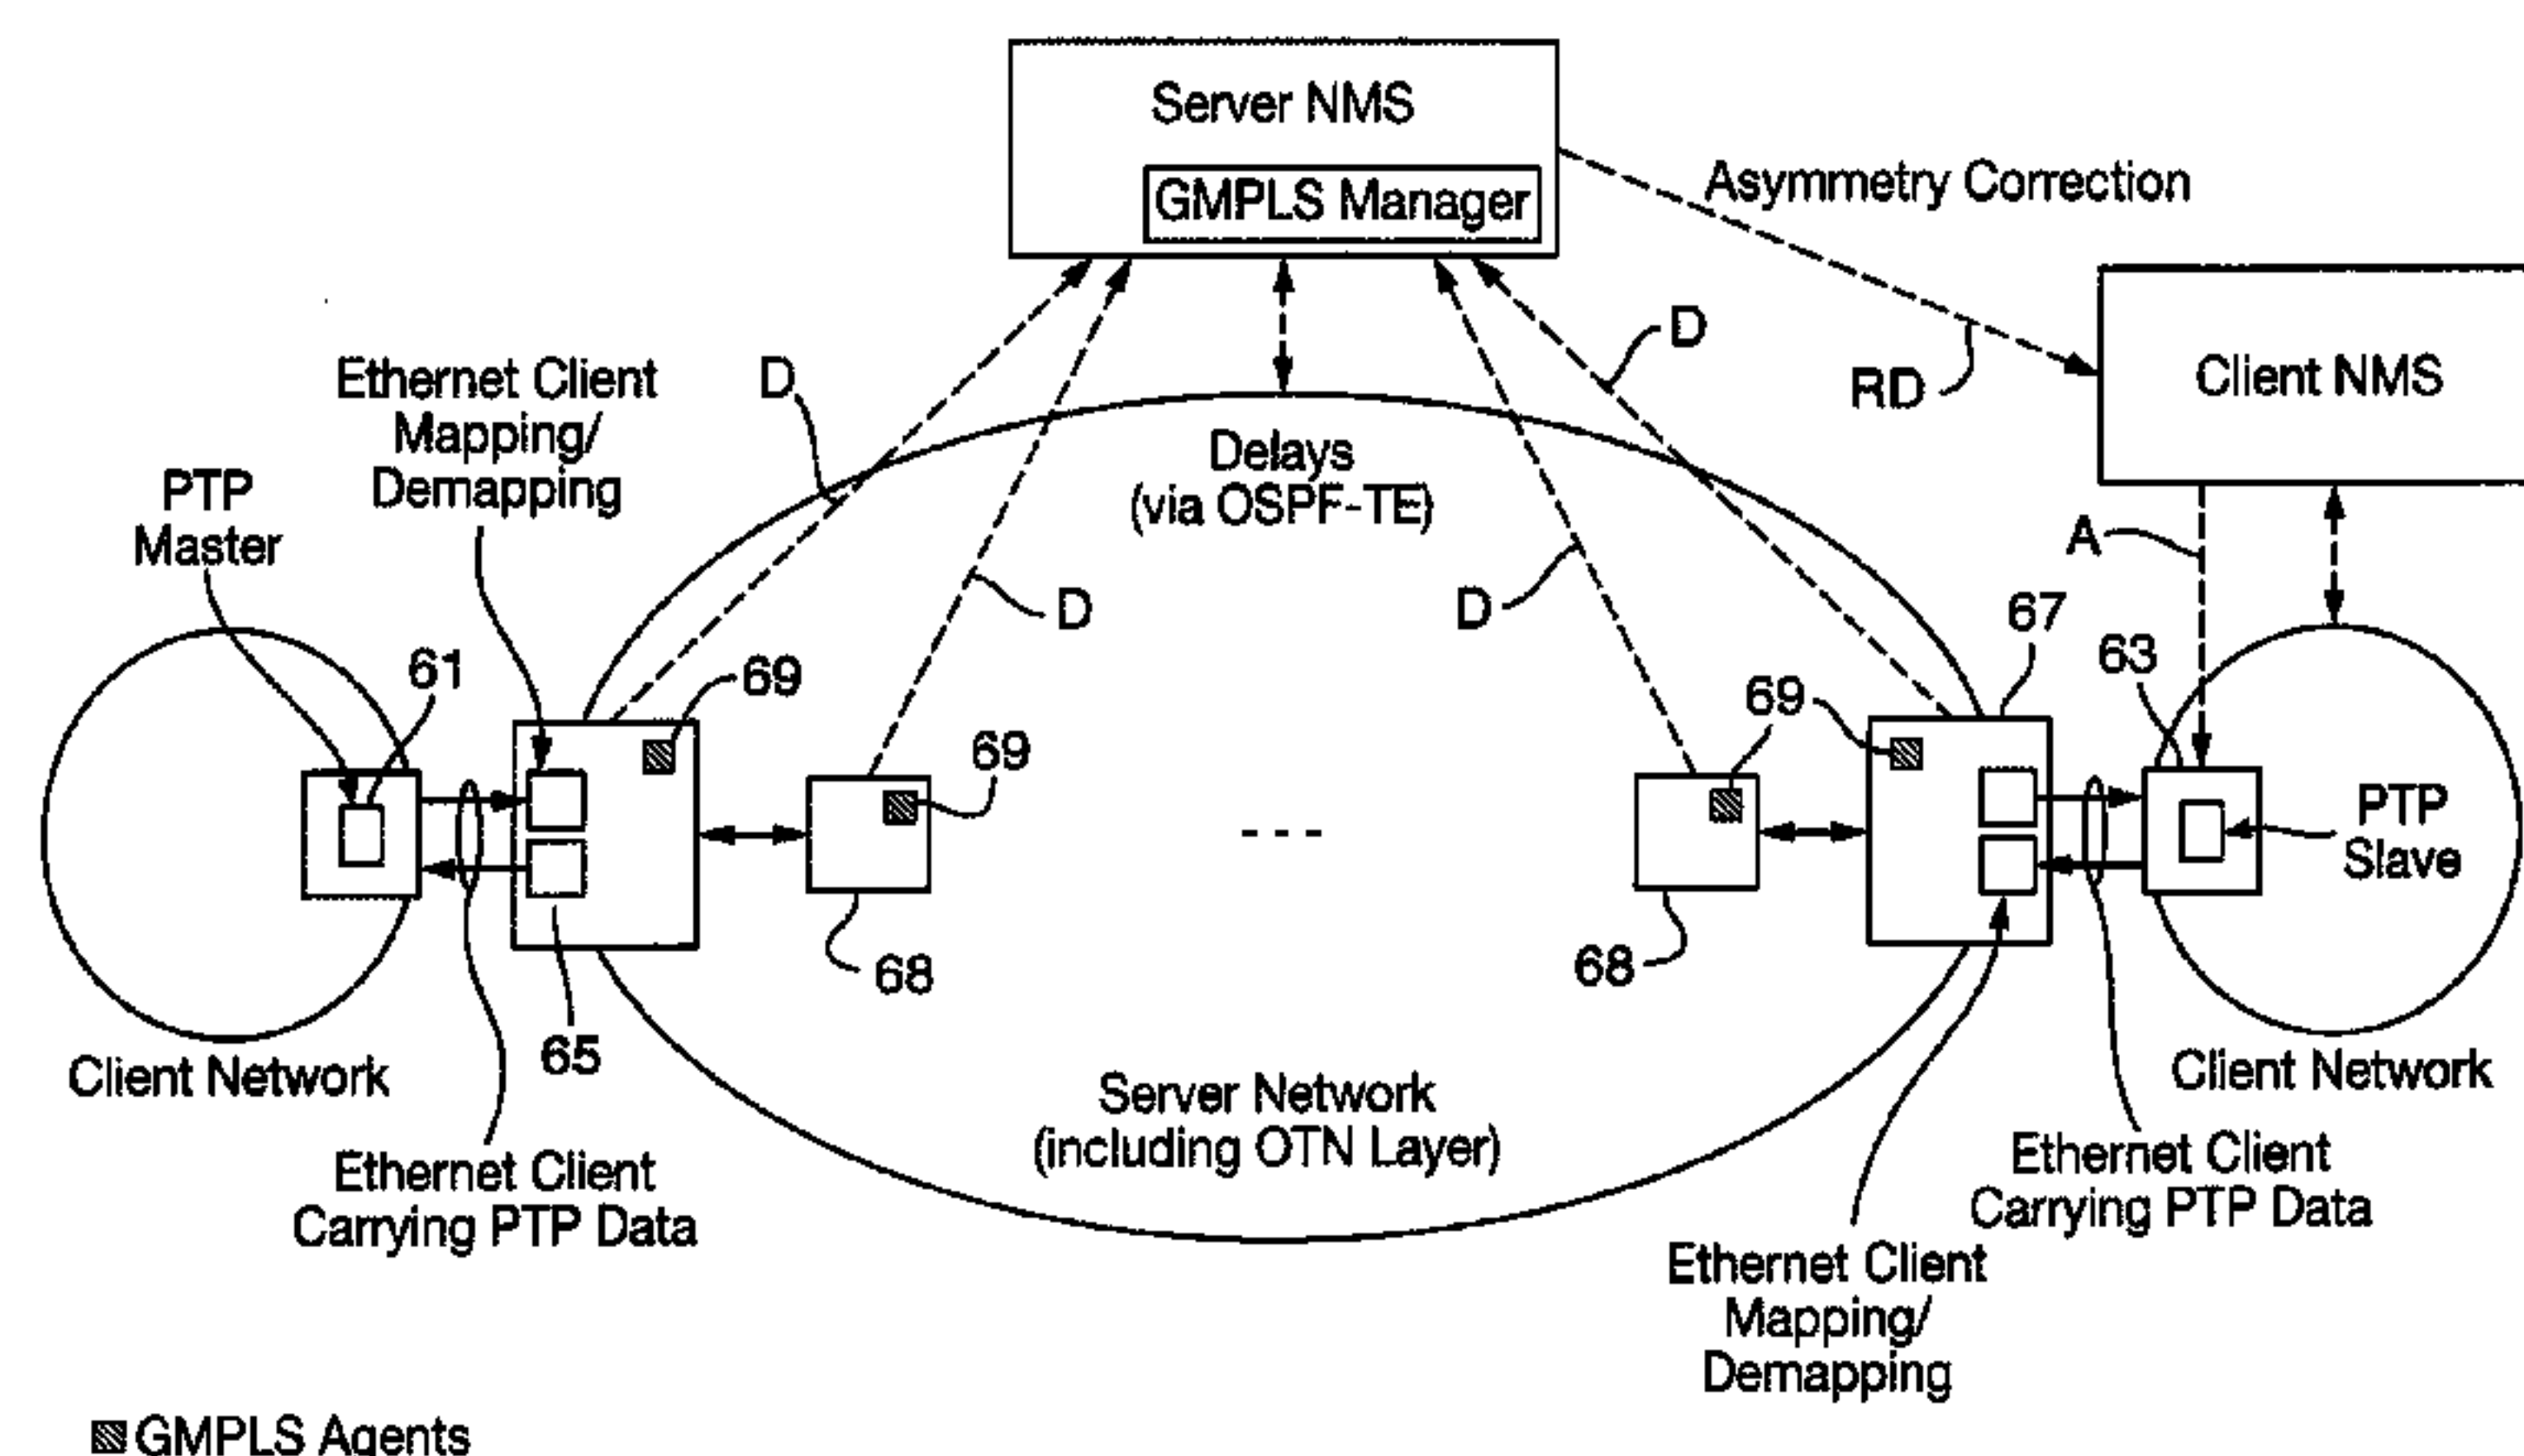 Server NMS
GMPLS Manager
Asymmetry Correction
RD
Client NMS
A
D
D
D
D
Delays
(via OSPF-TE)
Ethernet Client
Mapping/
Demapping
PTP
Master
61
69
69
69
67
63
PTP
Slave
- - -
68
68
65
Client Network
Client Network
Server Network
(including OTN Layer)
Ethernet Client
Carrying PTP Data
Ethernet Client
Carrying PTP Data
Ethernet Client
Mapping/
Demapping
GMPLS Agents